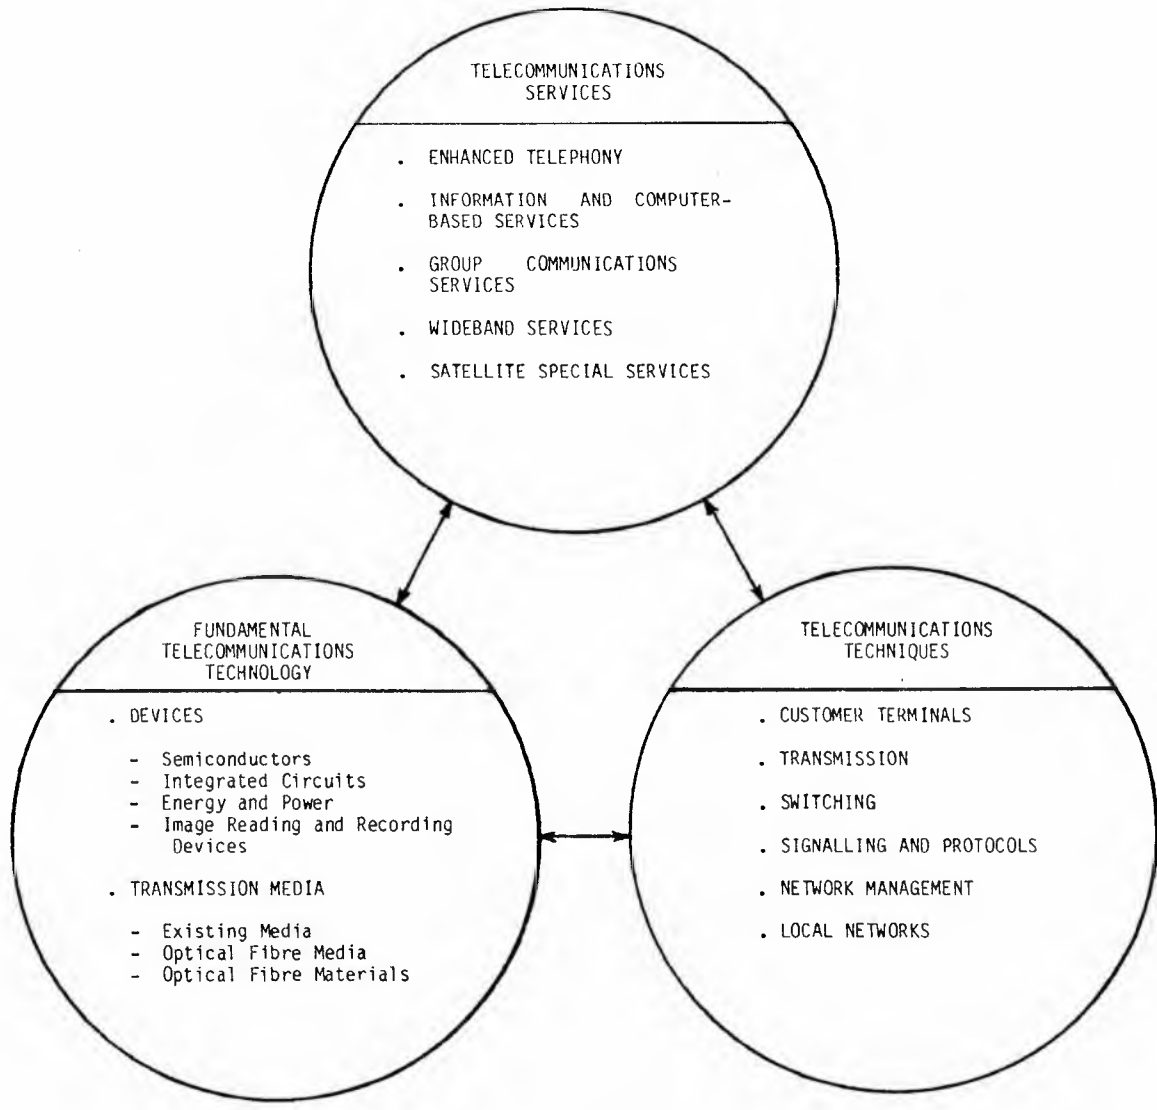 TELECOMMUNICATIONS
SERVICES
. ENHANCED TELEPHONY
. INFORMATION AND COMPUTER-
BASED SERVICES
. GROUP COMMUNICATIONS
SERVICES
. WIDEBAND SERVICES
. SATELLITE SPECIAL SERVICES
FUNDAMENTAL
TELECOMMUNICATIONS
TECHNOLOGY
. DEVICES
- Semiconductors
- Integrated Circuits
- Energy and Power
- Image Reading and Recording
Devices
. TRANSMISSION MEDIA
- Existing Media
- Optical Fibre Media
- Optical Fibre Materials
TELECOMMUNICATIONS
TECHNIQUES
. CUSTOMER TERMINALS
. TRANSMISSION
. SWITCHING
. SIGNALLING AND PROTOCOLS
. NETWORK MANAGEMENT
. LOCAL NETWORKS